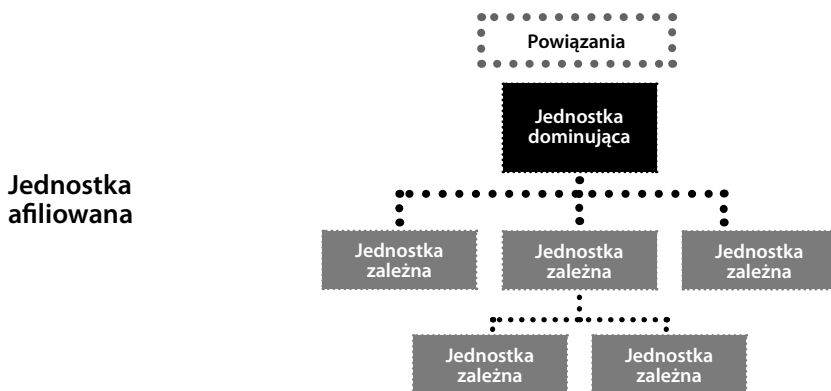 Powiązania
Jednostka
dominująca
Jednostka
afiliowana
Jednostka
zależna
Jednostka
zależna
Jednostka
zależna
Jednostka
zależna
Jednostka
zależna